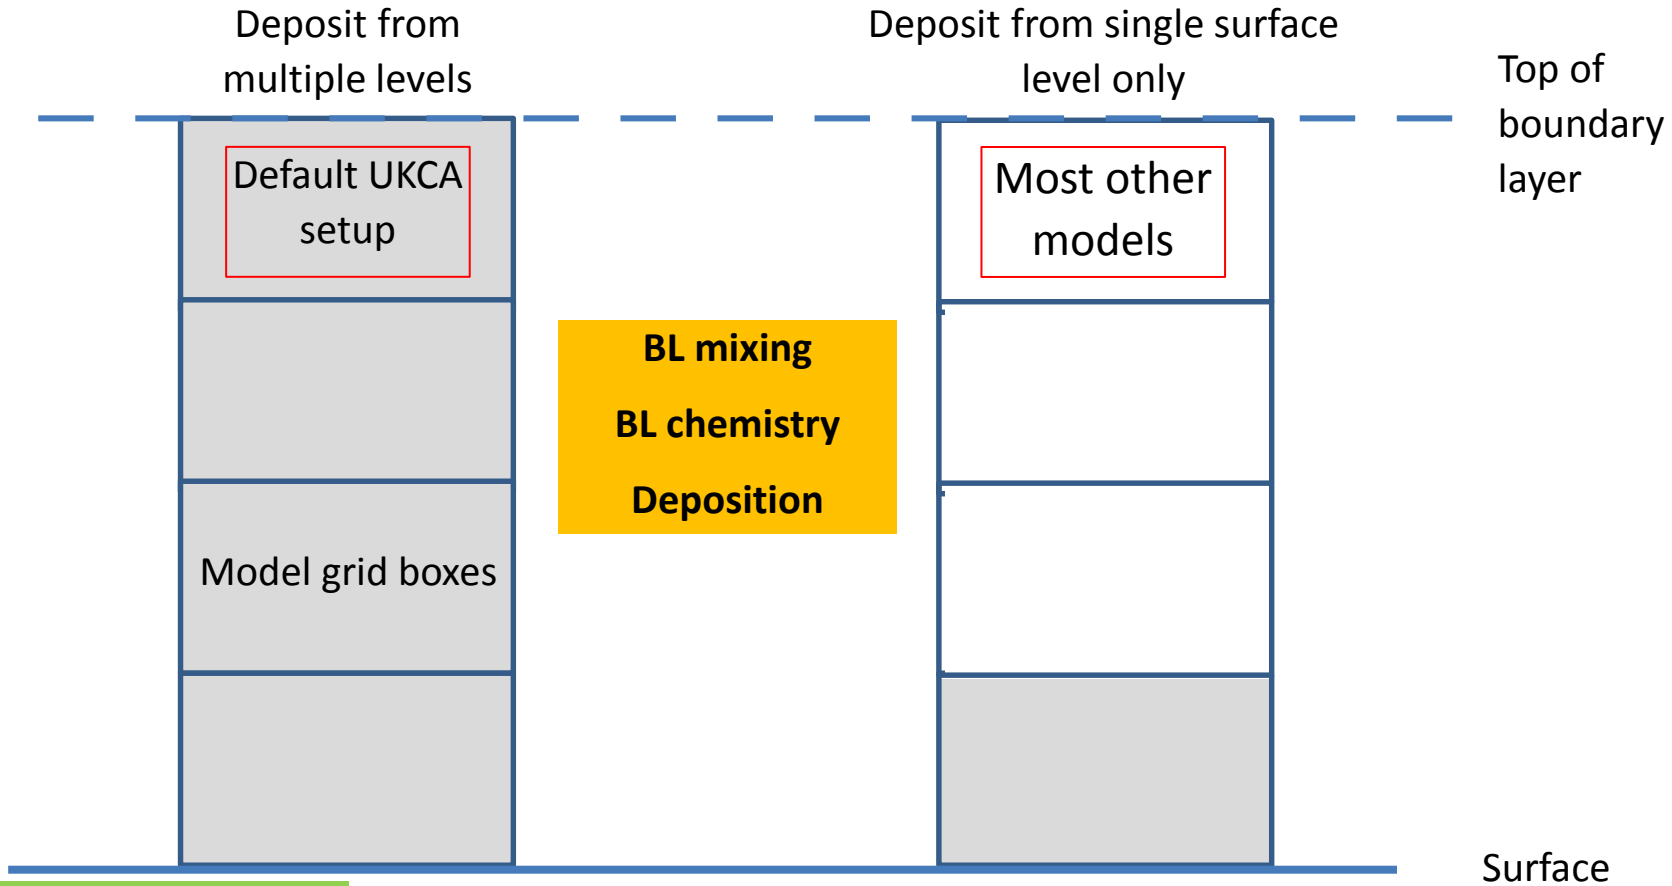 Deposit from
multiple levels
Deposit from single surface
level only
Top of
boundary
layer
Default UKCA
setup
Most other
models
BL mixing
BL chemistry
Deposition
Model grid boxes
Surface